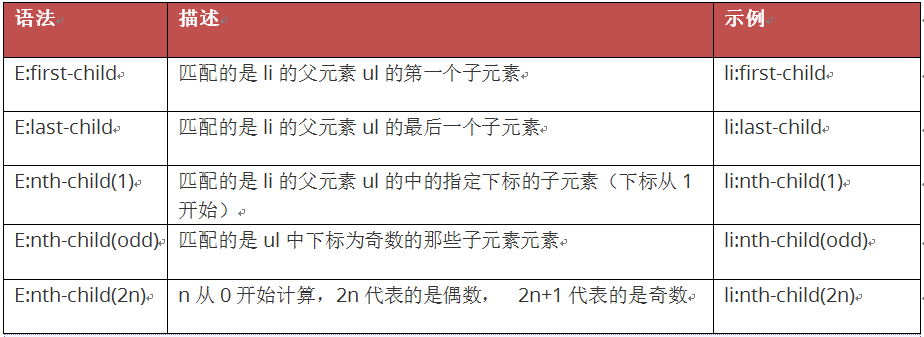 语法 描述 示例
E:first-child 匹配的是 li 的父元素 ul 的第一个子元素 li:first-child
E:last-child 匹配的是 li 的父元素 ul 的最后一个子元素 li:last-child
E:nth-child(1) 匹配的是 li 的父元素 ul 的中的指定下标的子元素（下标从 1 li:nth-child(1)
开始）
E:nth-child(odd) 匹配的是 ul 中下标为奇数的那些子元素元素 li:nth-child(odd)
E:nth-child(2n) n 从 0 开始计算，2n 代表的是偶数， 2n+1 代表的是奇数 li:nth-child(2n)